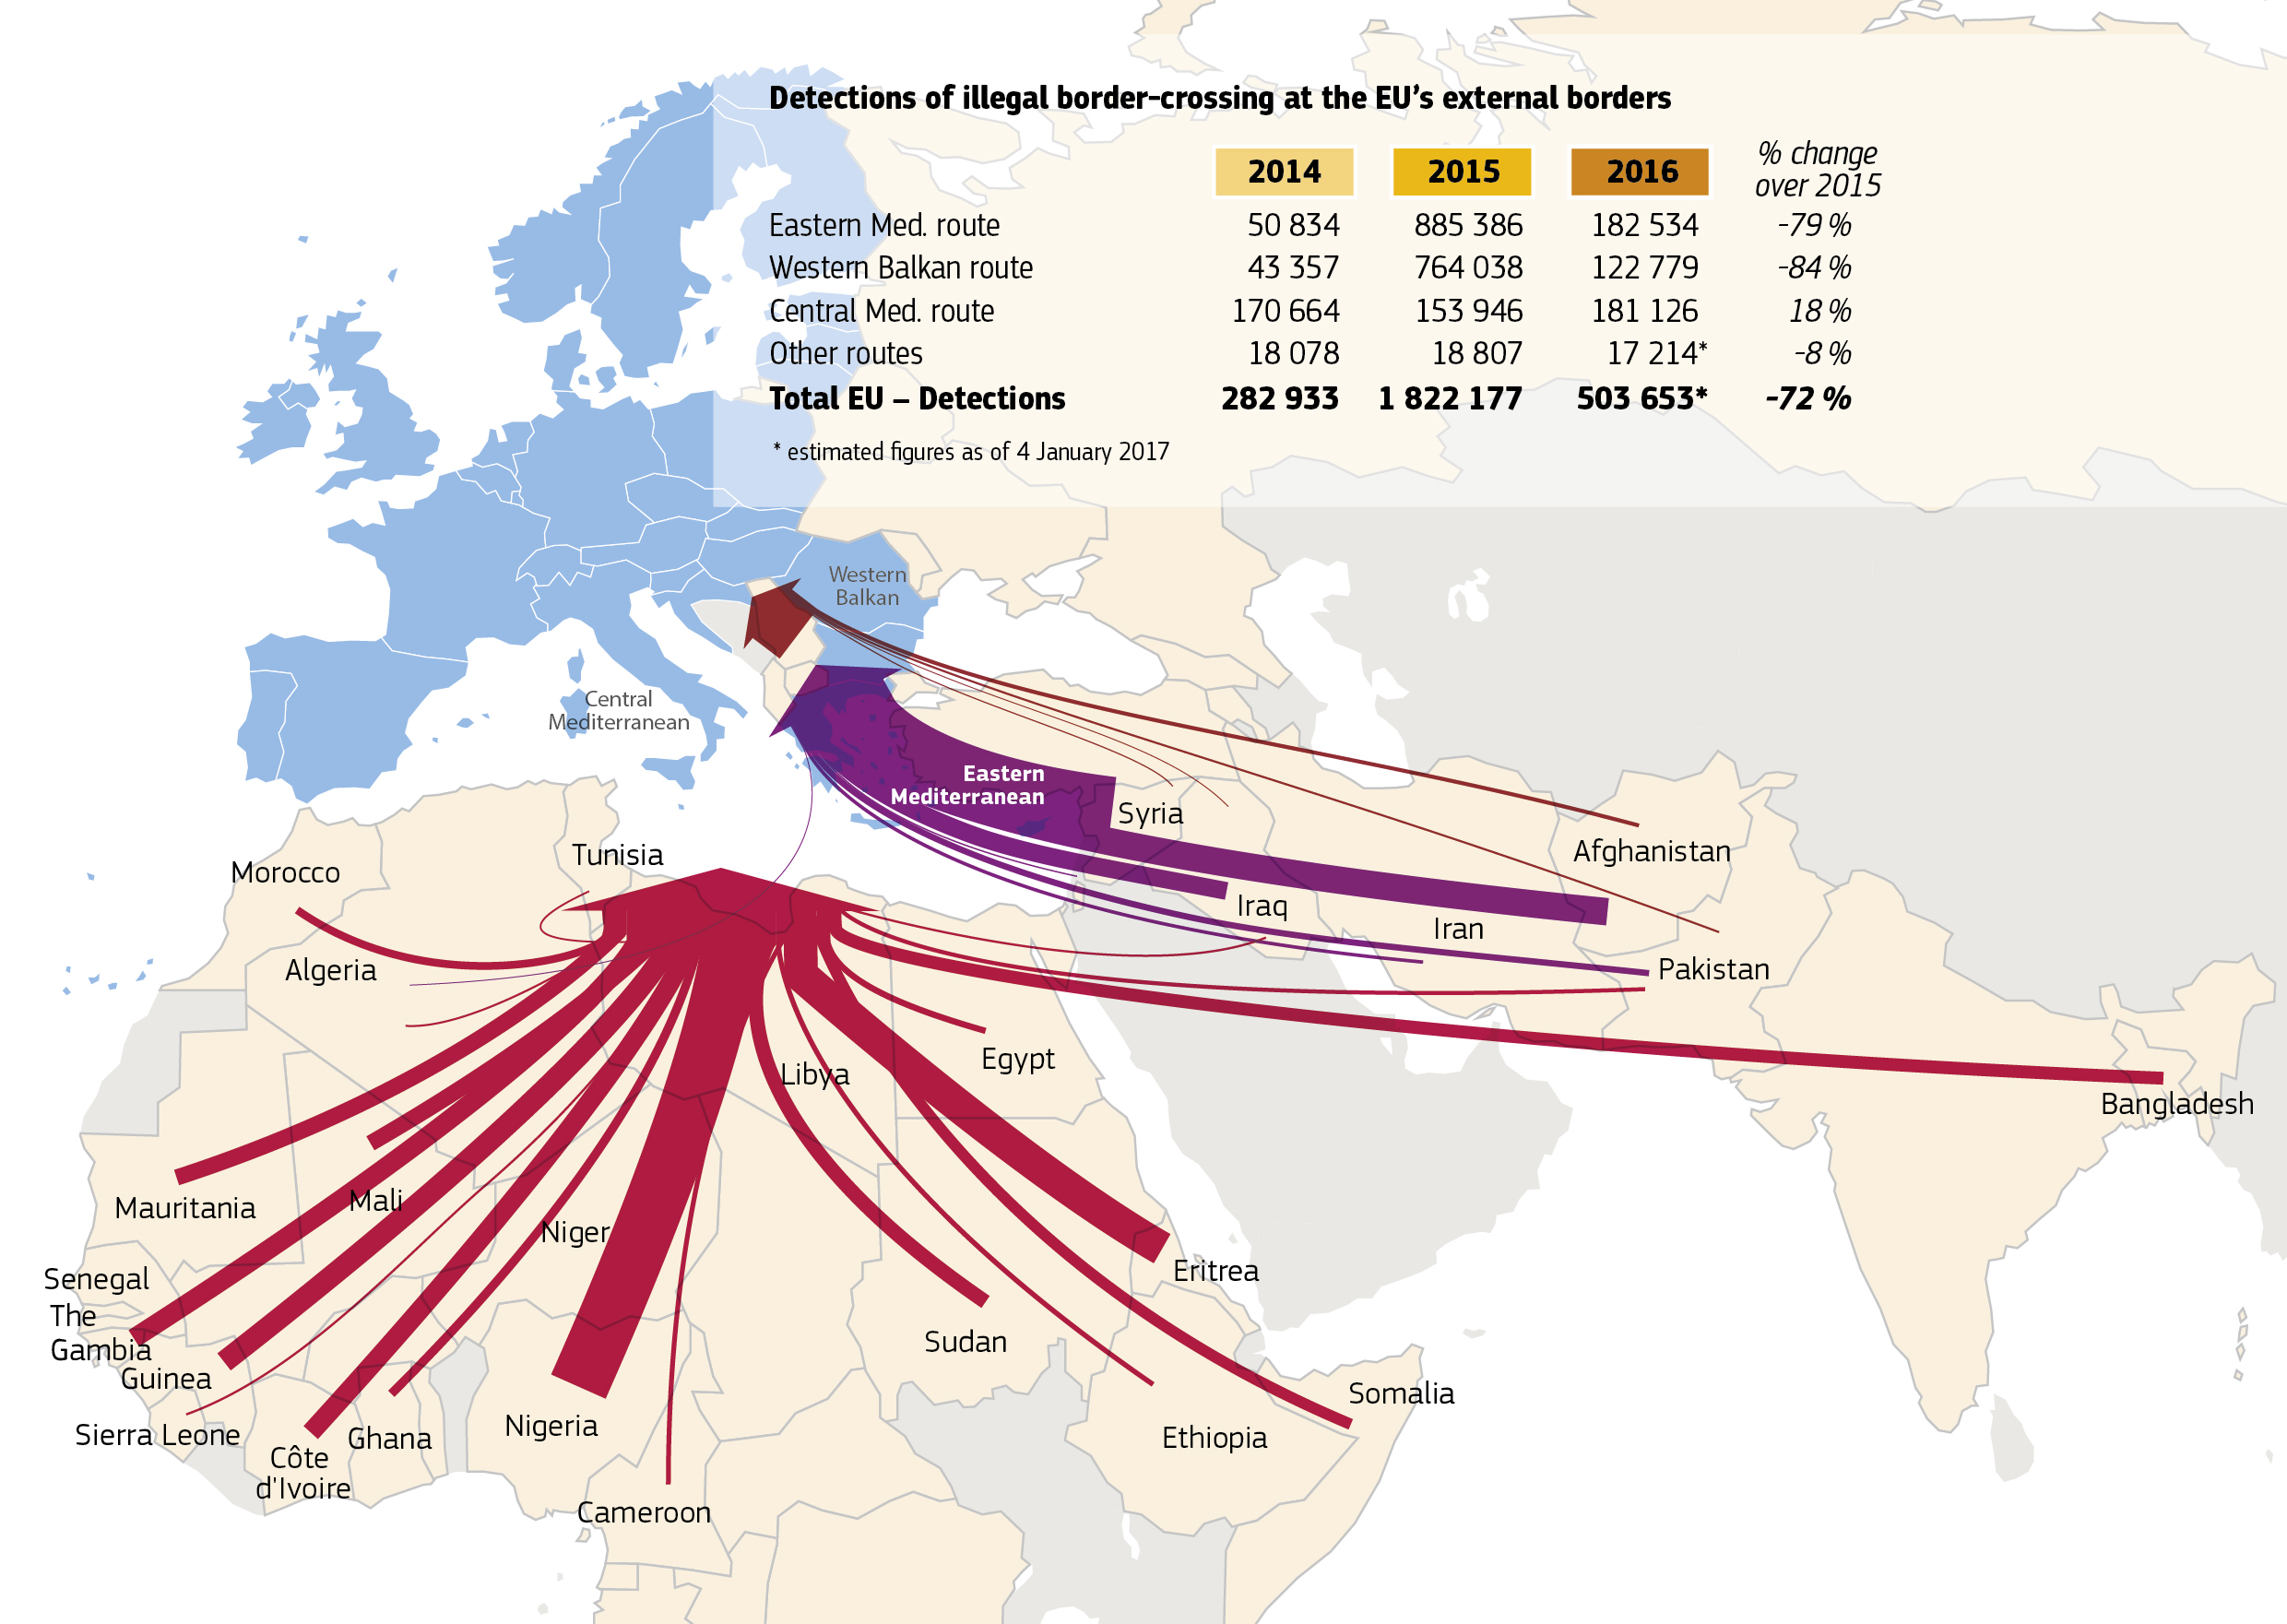 Detections of illegal border-crossing at the EU's external borders
2014 2015 2016 % change
over 2015
Eastern Med. route 50 834 885 386 182 534 -79 %
Western Balkan route 43 357 764 038 122 779 -84 %
Central Med. route 170 664 153 946 181 126 18 %
Other routes 18 078 18 807 17 214* -8 %
Total EU – Detections 282 933 1 822 177 503 653* -72 %
* estimated figures as of 4 January 2017
Western
Balkan
Central
Mediterranean
Eastern
Mediterranean
Syria
Afghanistan
Tunisia
Morocco
Iraq
Iran
Algeria
Pakistan
Egypt
Libya
Bangladesh
Mauritania
Mali
Niger
Eritrea
Senegal
The
Gambia
Guinea
Sudan
Somalia
Sierra Leone
Ghana
Nigeria
Ethiopia
Côte
d'Ivoire
Cameroon